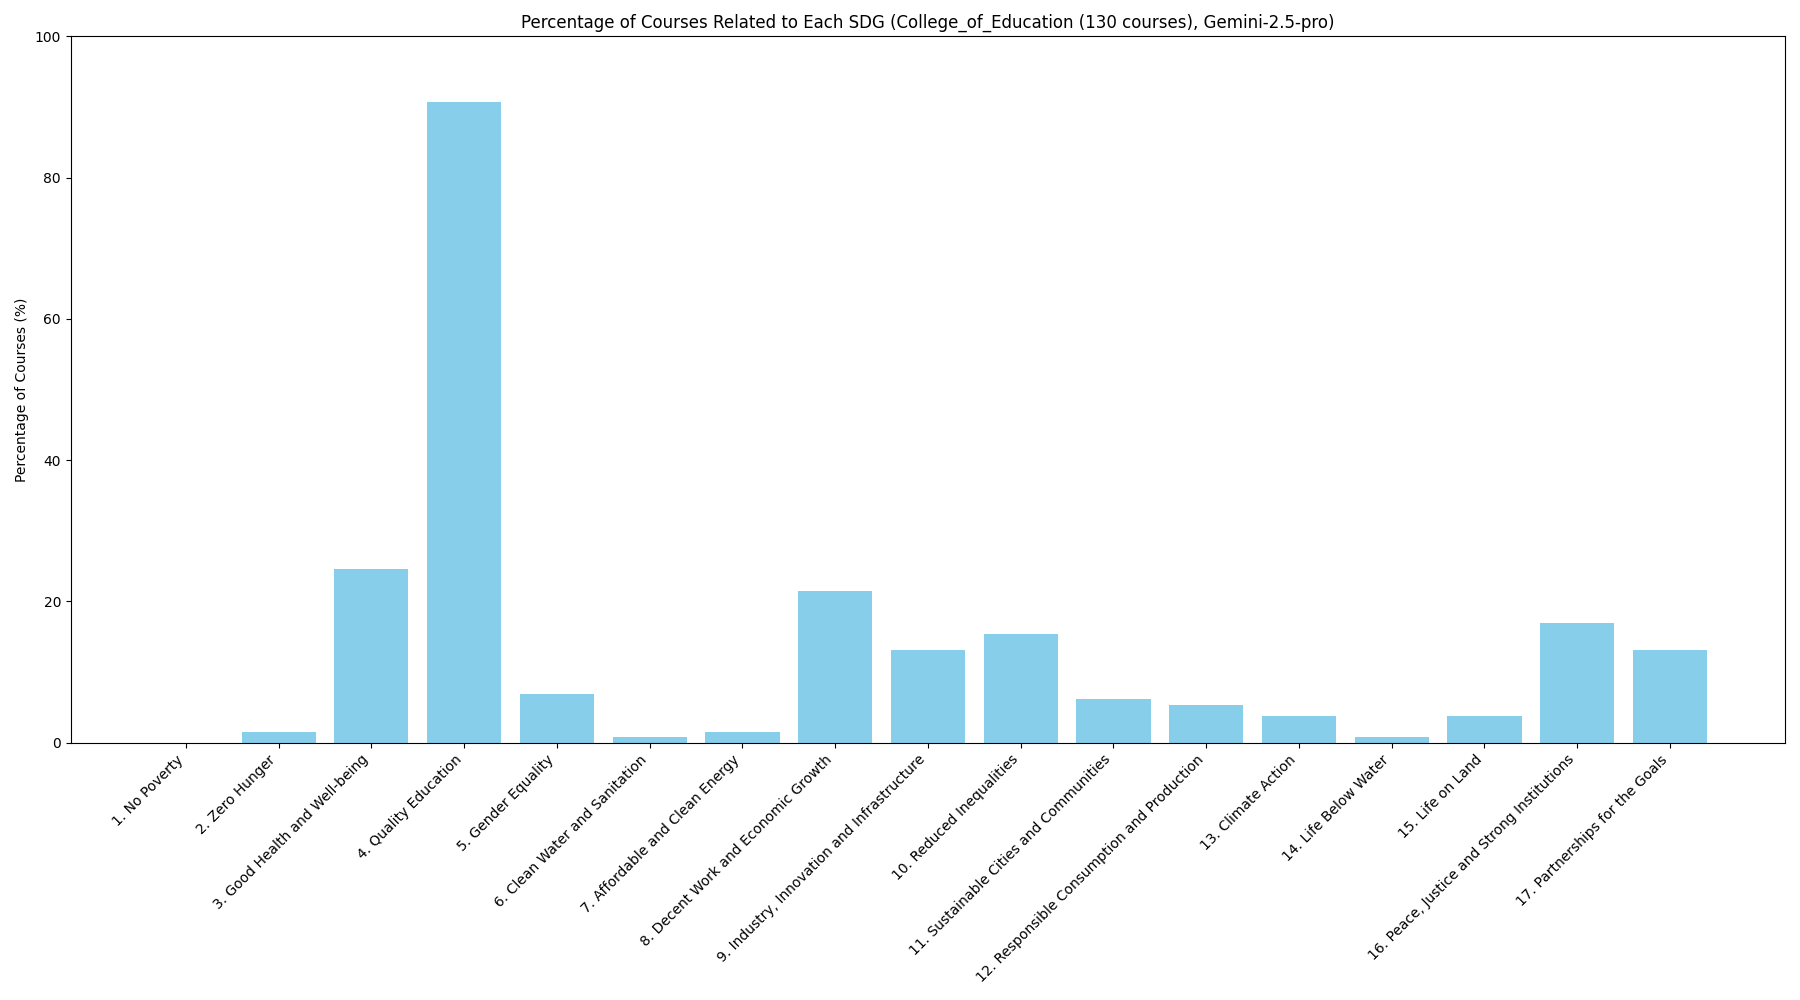 Percentage of Courses Related to Each SDG (College_of_Education (130 courses), Gemini-2.5-pro)
Percentage of Courses (%)
100
80
60
40
20
0
1. No Poverty
2. Zero Hunger
3. Good Health and Well-being
4. Quality Education
5. Gender Equality
6. Clean Water and Sanitation
7. Affordable and Clean Energy
8. Decent Work and Economic Growth
9. Industry, Innovation and Infrastructure
10. Reduced Inequalities
11. Sustainable Cities and Communities
12. Responsible Consumption and Production
13. Climate Action
14. Life Below Water
15. Life on Land
16. Peace, Justice and Strong Institutions
17. Partnerships for the Goals